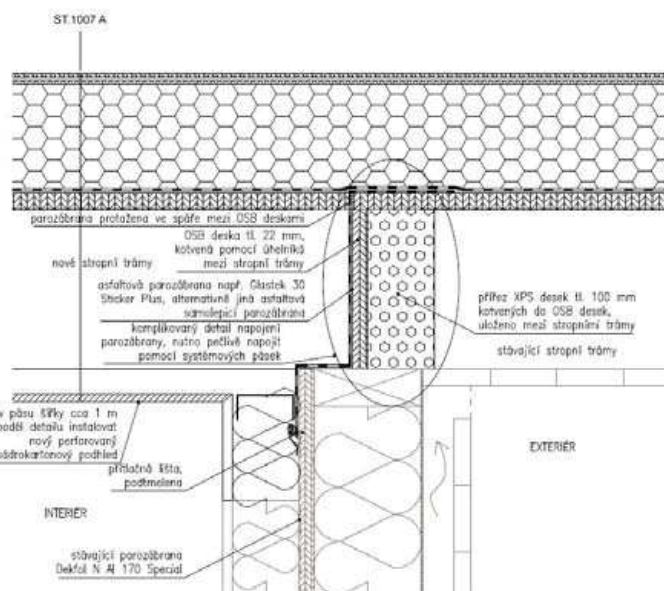 ST.1007 A
parozábrana protažena ve spáře mezi OSB deskami
OSB deska tl. 22 mm,
kotvená pomocí úhelníků
mezi stropní trámy
nové stropní trámy
asfaltová parozábrana např. Glastek 30
Sticker Plus, alternativně jiná asfaltová
samolepící parozábrana
komplikovaný detail napojení
parozábrany, nutno pečlivě napojit
pomocí systémových pásek
přířez XPS desek tl. 100 mm
kotvených do OSB desek,
uloženo mezi stropními trámy
stávající stropní trámy
v pásu šířky cca 1 m
podél detailu instalovat
nový perforovaný
sádrokartonový podhled
přítlačná lišta,
podtmelena
EXTERIÉR
INTERIÉR
stávající parozábrana
Dekfol N Al 170 Special